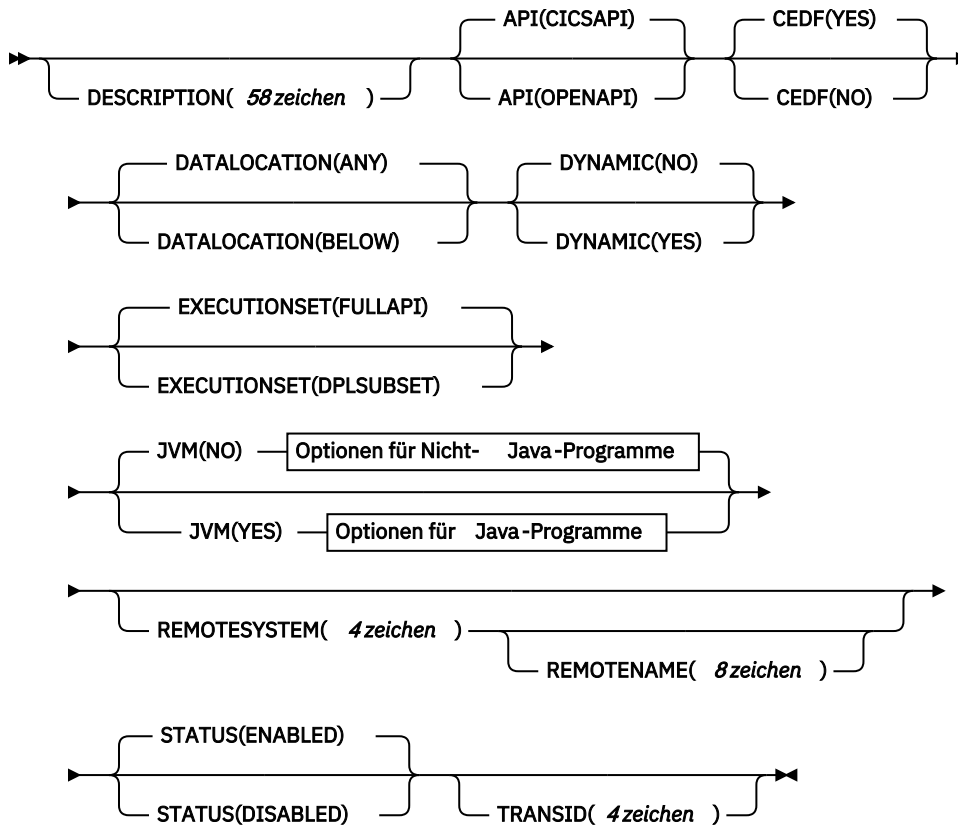 API(CICSAPI) CEDF(YES)
DESCRIPTION( 58 zeichen ) API(OPENAPI) CEDF(NO)
DATALOCATION(ANY) DYNAMIC(NO)
DATALOCATION(BELOW) DYNAMIC(YES)
EXECUTIONSET(FULLAPI)
EXECUTIONSET(DPLSUBSET)
JVM(NO) Optionen für Nicht- Java-Programme
JVM(YES) Optionen für Java-Programme
REMOTESYSTEM( 4 zeichen )
REMOTENAME( 8 zeichen )
STATUS(ENABLED)
STATUS(DISABLED) TRANSID( 4 zeichen )